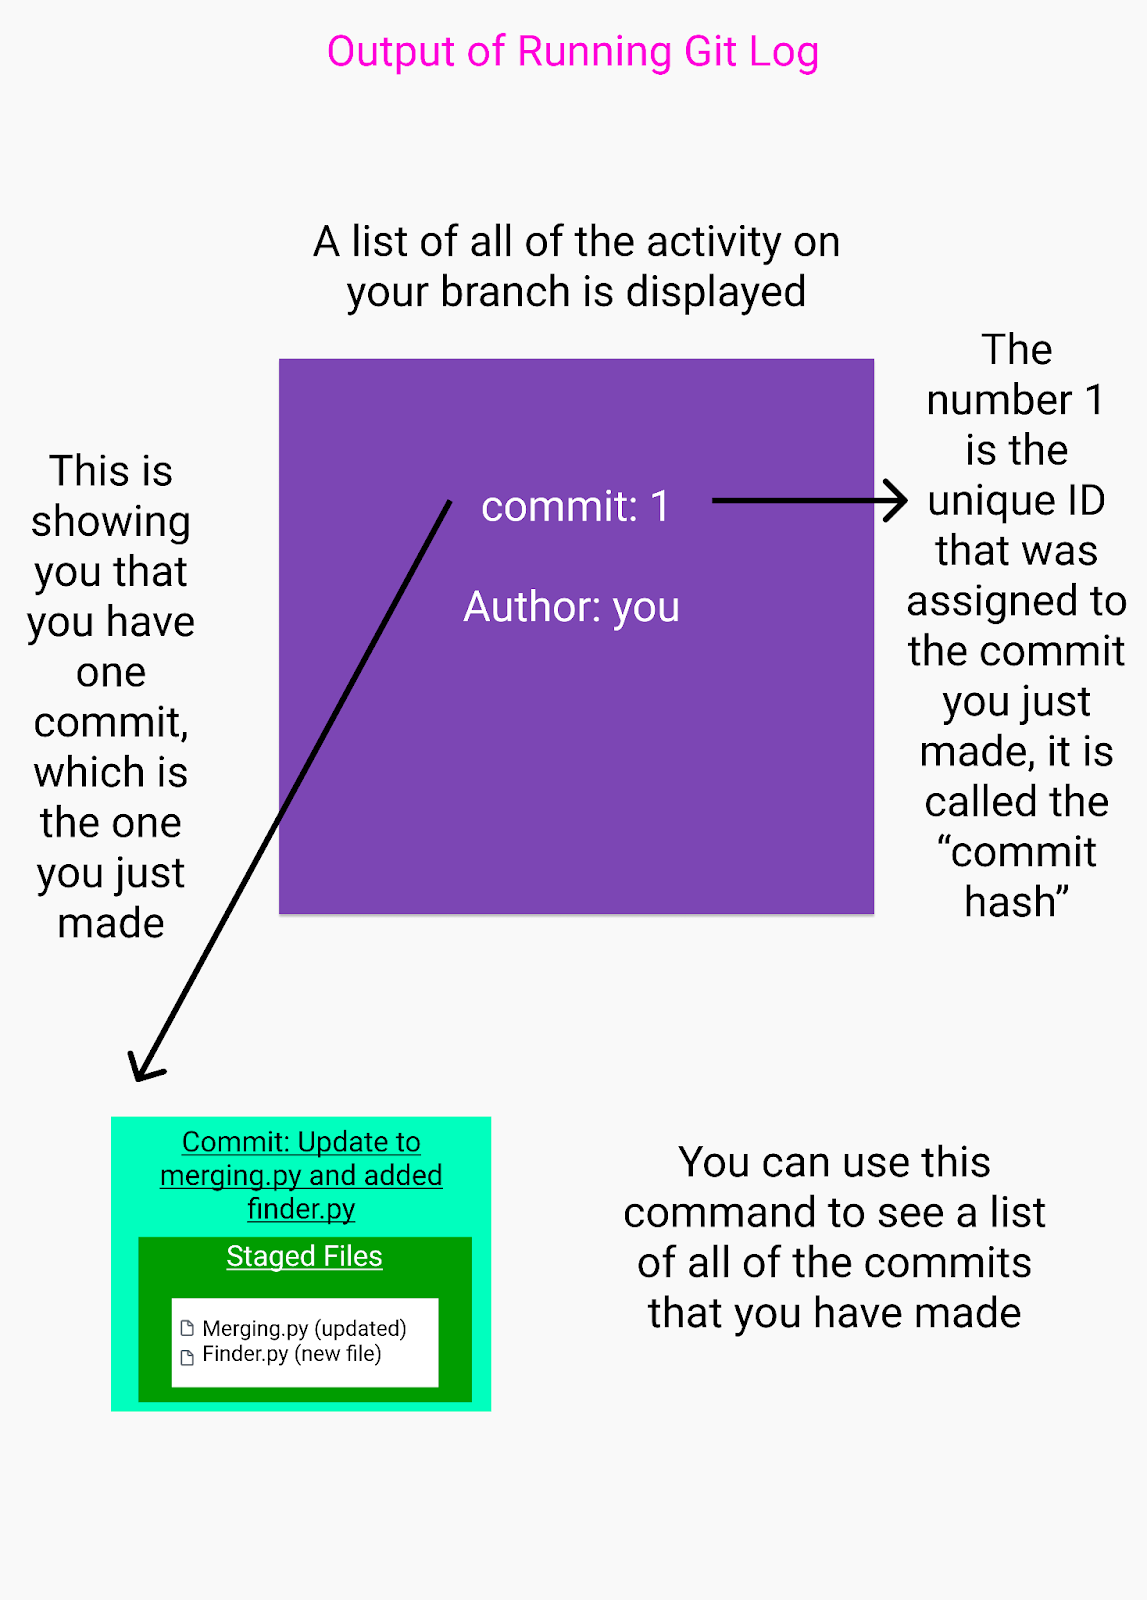 Output of Running Git Log
A list of all of the activity on
your branch is displayed
This is
showing
you that
you have
one
commit,
which is
the one
you just
made
commit: 1
Author: you
The
number 1
is the
unique ID
that was
assigned to
the commit
you just
made, it is
called the
“commit
hash”
Commit: Update to
merging.py and added
finder.py
Staged Files
Merging.py (updated)
Finder.py (new file)
You can use this
command to see a list
of all of the commits
that you have made